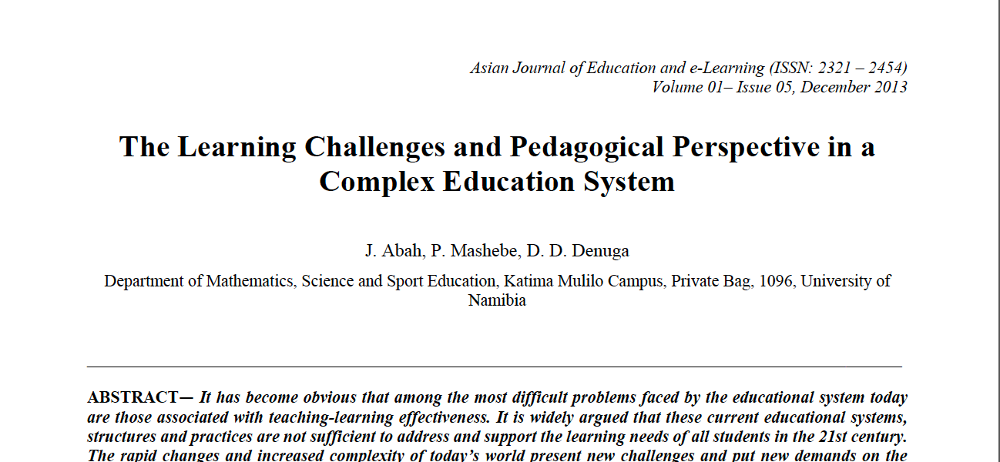 Asian Journal of Education and e-Learning (ISSN: 2321 – 2454)
Volume 01– Issue 05, December 2013
The Learning Challenges and Pedagogical Perspective in a
Complex Education System
J. Abah, P. Mashebe, D. D. Denuga
Department of Mathematics, Science and Sport Education, Katima Mulilo Campus, Private Bag, 1096, University of
Namibia
ABSTRACT— It has become obvious that among the most difficult problems faced by the educational system today
are those associated with teaching-learning effectiveness. It is widely argued that these current educational systems,
structures and practices are not sufficient to address and support the learning needs of all students in the 21st century.
The rapid changes and increased complexity of today’s world present new challenges and put new demands on the